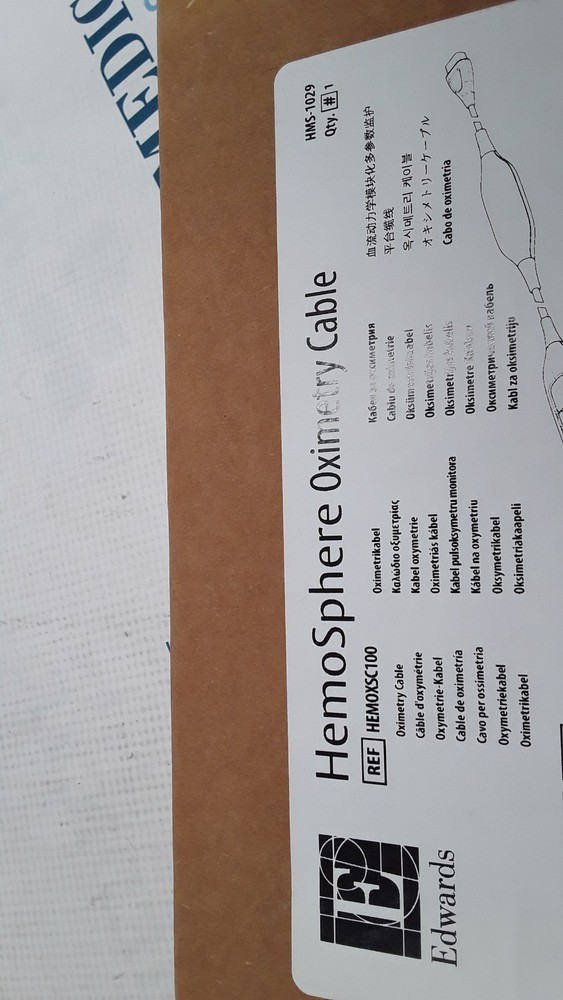 MEDIC
HemoSphere Oximetry Cable
HMS-1029
Qty. # 1
REF HEMOXSC100
Oximetry Cable
Câble d'oxymétrie
Oxymetrie-Kabel
Cable de oximetría
Cavo per ossimetria
Oxymetriekabel
Oximetrikabel
Oximetrikabel
Καλώδιο οξυμετρίας
Kabel oxymetrie
Oximetriás kábel
Kabel pulsoksymetru monitora
Kábel na oxymetriu
Oksymetrikabel
Oksimetriakaapeli
Кабел за оксиметрия
Cablu de oximetrie
Kabl za oksimetriju
血流动力学模块化多参数监护
平台缆线
옥시메트리 케이블
オキシメトリーケーブル
Cabo de oximetria
Edwards